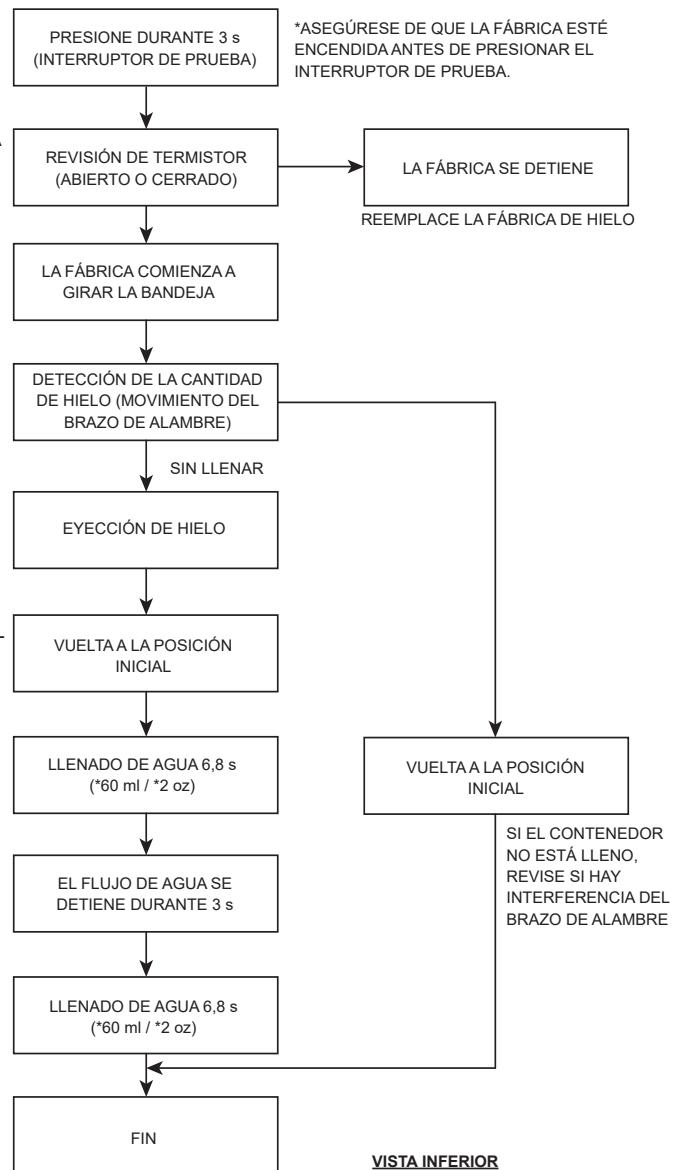 PRESIONE DURANTE 3 s
(INTERRUPTOR DE PRUEBA)
*ASEGÚRESE DE QUE LA FÁBRICA ESTÉ
ENCENDIDA ANTES DE PRESIONAR EL
INTERRUPTOR DE PRUEBA.
REVISIÓN DE TERMISTOR
(ABIERTO O CERRADO)
LA FÁBRICA SE DETIENE
REEMPLACE LA FÁBRICA DE HIELO
LA FÁBRICA COMIENZA A
GIRAR LA BANDEJA
DETECCIÓN DE LA CANTIDAD
DE HIELO (MOVIMIENTO DEL
BRAZO DE ALAMBRE)
SIN LLENAR
EYECCIÓN DE HIELO
VUELTA A LA POSICIÓN
INICIAL
LLENADO DE AGUA 6,8 s
(*60 ml / *2 oz)
VUELTA A LA POSICIÓN
INICIAL
SI EL CONTENEDOR
NO ESTÁ LLENO,
REVISE SI HAY
INTERFERENCIA DEL
BRAZO DE ALAMBRE
EL FLUJO DE AGUA SE
DETIENE DURANTE 3 s
LLENADO DE AGUA 6,8 s
(*60 ml / *2 oz)
FIN
VISTA INFERIOR